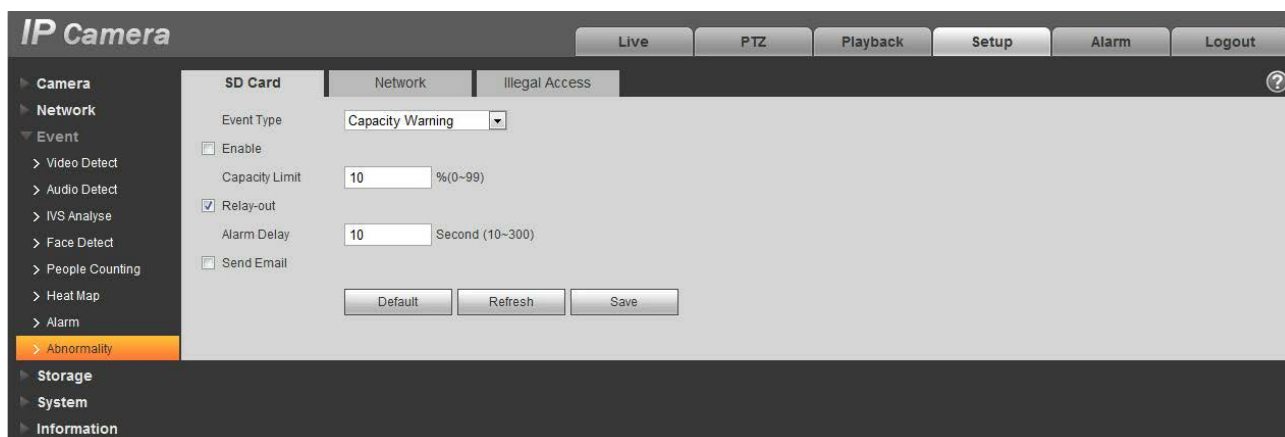 IP Camera
Live PTZ Playback Setup Alarm Logout
Camera
Network
Event
Video Detect
Audio Detect
IVS Analyse
Face Detect
People Counting
Heat Map
Alarm
Abnormality
Storage
System
Information
SD Card Network Illegal Access
?
Event Type Capacity Warning
Enable
Capacity Limit 10 %(0~99)
Relay-out
Alarm Delay 10 Second (10~300)
Send Email
Default Refresh Save